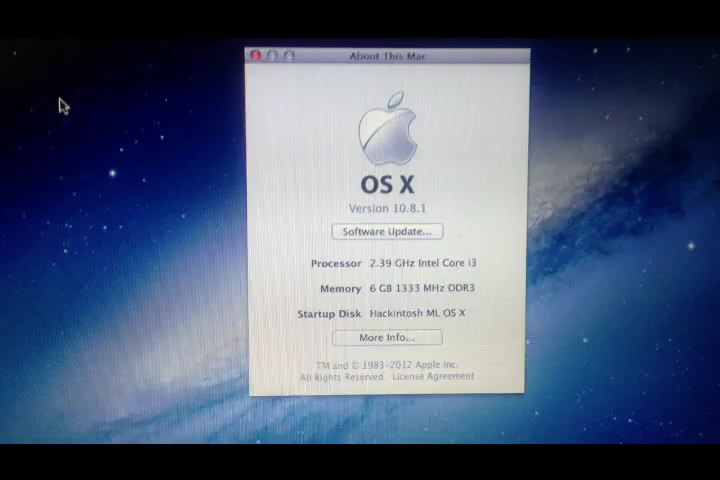 About This Mac
OS X
Version 10.8.1
Software Update...
Processor 2.39 GHz Intel Core i3
Memory 6 GB 1333 MHz DDR3
Startup Disk Hackintosh ML OS X
More Info...
TM and © 1983-2012 Apple Inc.
All Rights Reserved. License Agreement